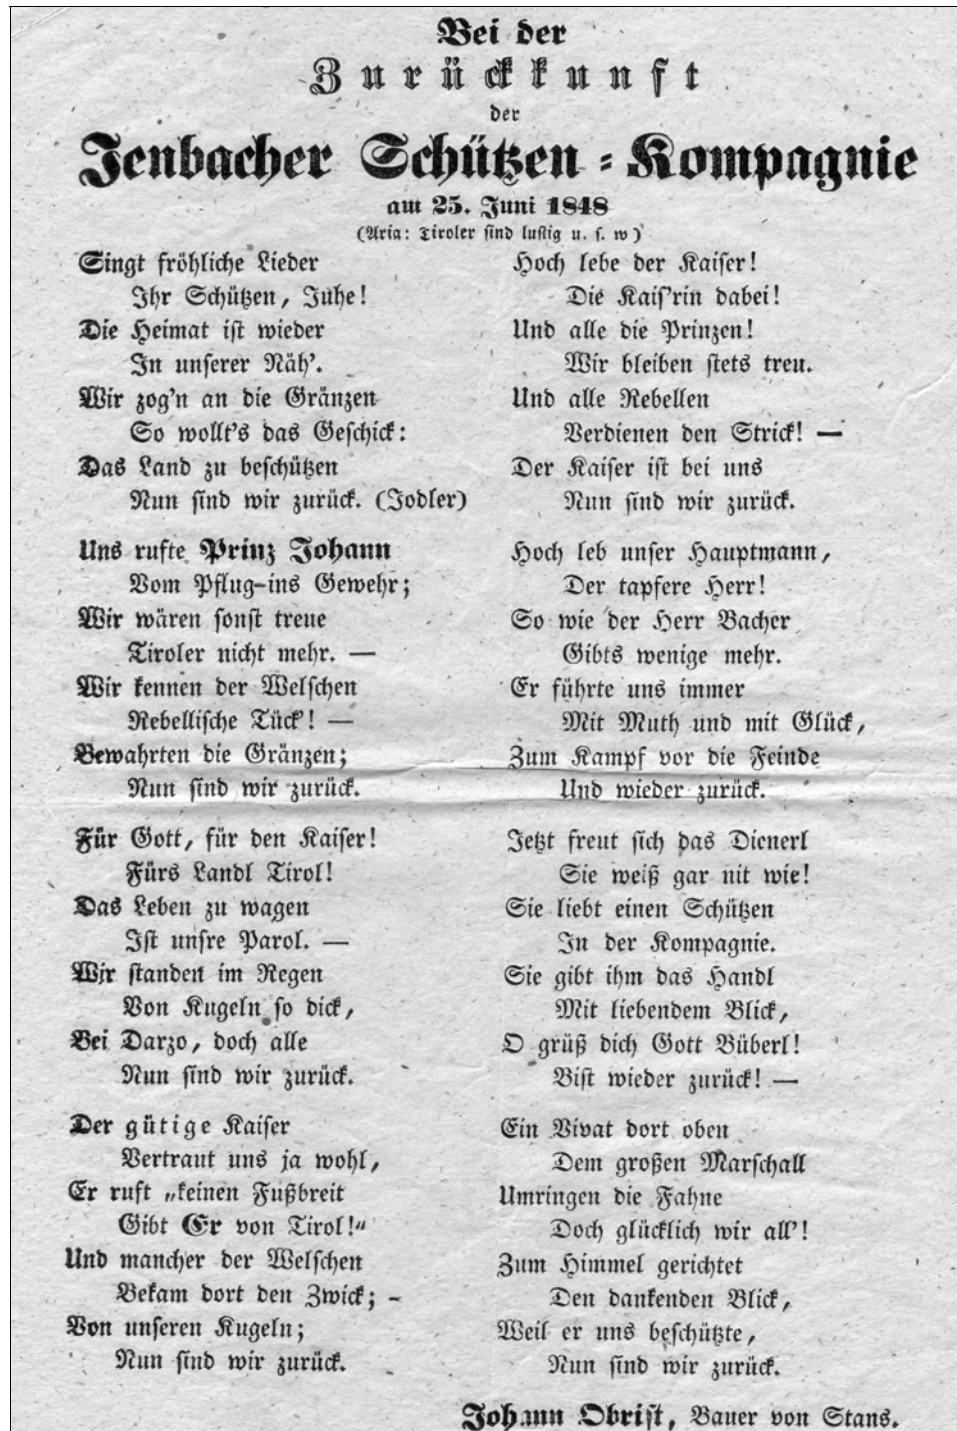 Bei der
Zurückkunft
der
Jenbacher Schützen-Kompagnie
am 25. Juni 1848
(Aria: Tiroler sind lustig u. s. w)
Singt fröhliche Lieder
Ihr Schützen, Juhe!
Die Heimat ist wieder
In unserer Näh'.
Wir zog'n an die Gränzen
So wollt's das Geschick:
Das Land zu beschützen
Nun sind wir zurück. (Jodler)
Uns rufte Prinz Johann
Vom Pflug-ins Gewehr;
Wir wären sonst treue
Tiroler nicht mehr. —
Wir kennen der Welschen
Rebellische Tück'! —
Bewahrten die Gränzen;
Nun sind wir zurück.
Für Gott, für den Kaiser!
Fürs Landl Tirol!
Das Leben zu wagen
Ist unsre Parol. —
Wir standen im Regen
Von Kugeln so dick,
Bei Darzo, doch alle
Nun sind wir zurück.
Der gütige Kaiser
Vertraut uns ja wohl,
Er ruft „keinen Fußbreit
Gibt Er von Tirol!“
Und mancher der Welschen
Bekam dort den Zwick; -
Von unseren Kugeln;
Nun sind wir zurück.
Hoch lebe der Kaiser!
Die Kais'rin dabei!
Und alle die Prinzen!
Wir bleiben stets treu.
Und alle Rebellen
Verdienen den Strick! —
Der Kaiser ist bei uns
Nun sind wir zurück.
Hoch leb unser Hauptmann,
Der tapfere Herr!
So wie der Herr Bacher
Gibts wenige mehr.
Er führte uns immer
Mit Muth und mit Glück,
Zum Kampf vor die Feinde
Und wieder zurück.
Jetzt freut sich das Dienerl
Sie weiß gar nit wie!
Sie liebt einen Schützen
In der Kompagnie.
Sie gibt ihm das Handl
Mit liebendem Blick,
O grüß dich Gott Büberl!
Bist wieder zurück! —
Ein Vivat dort oben
Dem großen Marschall
Umringen die Fahne
Doch glücklich wir all'!
Zum Himmel gerichtet
Den dankenden Blick,
Weil er uns beschützte,
Nun sind wir zurück.
Johann Obrist, Bauer von Stans.